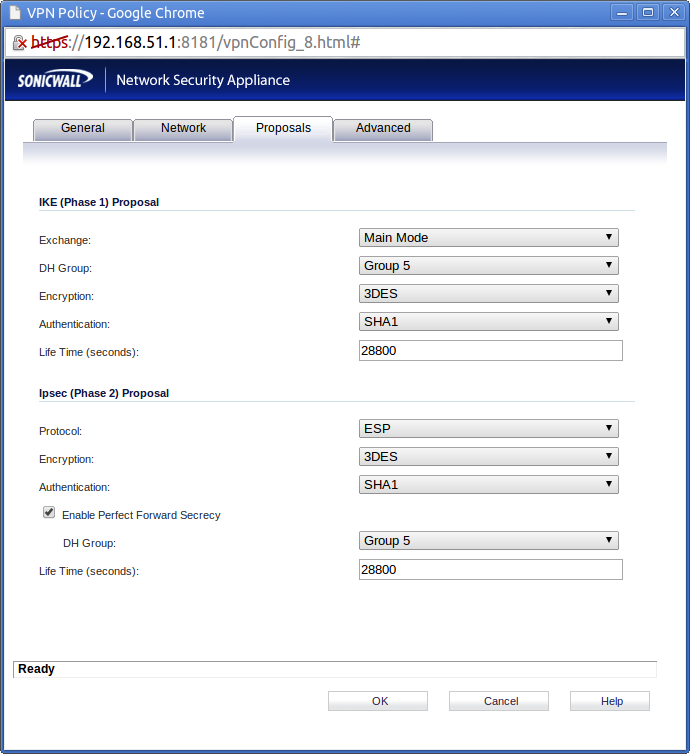 VPN Policy - Google Chrome
https://192.168.51.1:8181/vpnConfig_8.html#
SONICWALL Network Security Appliance
General Network Proposals Advanced
IKE (Phase 1) Proposal
Exchange: Main Mode
DH Group: Group 5
Encryption: 3DES
Authentication: SHA1
Life Time (seconds): 28800
Ipsec (Phase 2) Proposal
Protocol: ESP
Encryption: 3DES
Authentication: SHA1
Enable Perfect Forward Secrecy
DH Group: Group 5
Life Time (seconds): 28800
Ready
OK Cancel Help